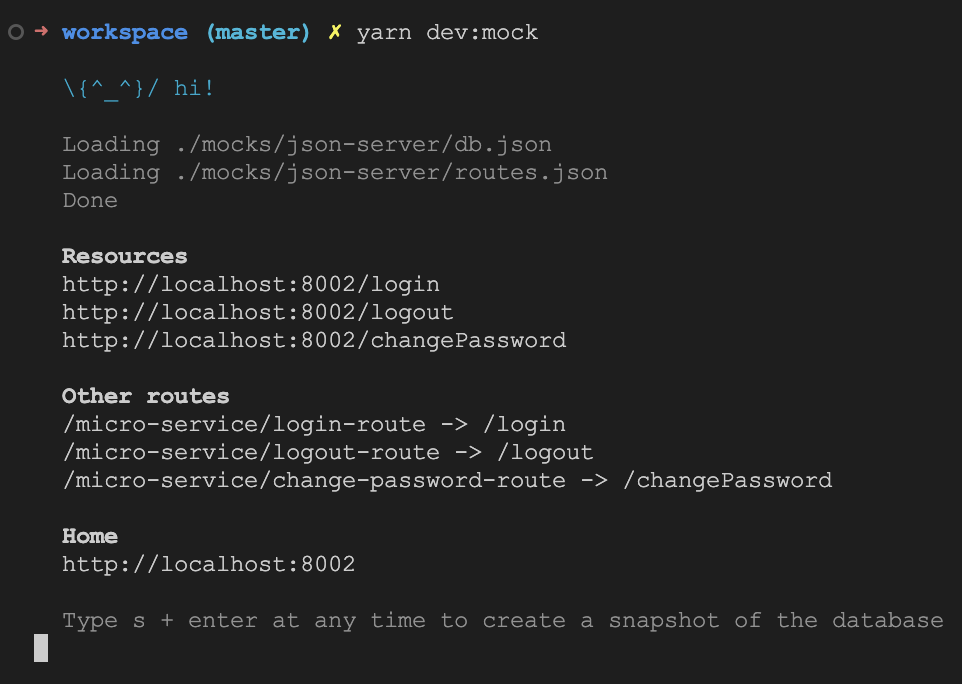 ➜ workspace (master) ✗ yarn dev:mock
\{^_^}/ hi!
Loading ./mocks/json-server/db.json
Loading ./mocks/json-server/routes.json
Done
Resources
http://localhost:8002/login
http://localhost:8002/logout
http://localhost:8002/changePassword
Other routes
/micro-service/login-route -> /login
/micro-service/logout-route -> /logout
/micro-service/change-password-route -> /changePassword
Home
http://localhost:8002
Type s + enter at any time to create a snapshot of the database